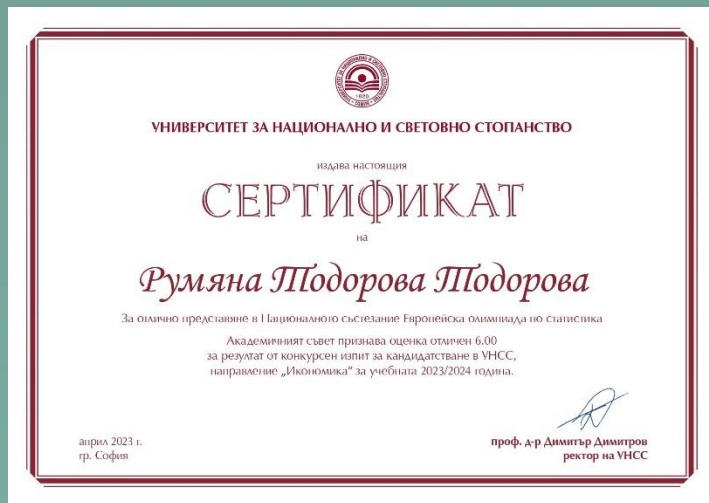 УНИВЕРСИТЕТ ЗА НАЦИОНАЛНО И СВЕТОВНО СТОПАНСТВО
издава настоящия
СЕРТИФИКАТ
на
Румяна Тодорова Тодорова
За отлично представяне в Националното състезание Европейска олимпиада по статистика
Академичният съвет признава оценка отличен 6.00
за резултат от конкурсен изпит за кандидатстване в УНСС,
направление „Икономика“ за учебната 2023/2024 година.
април 2023 г.
гр. София
проф. д-р Димитър Димитров
ректор на УНСС